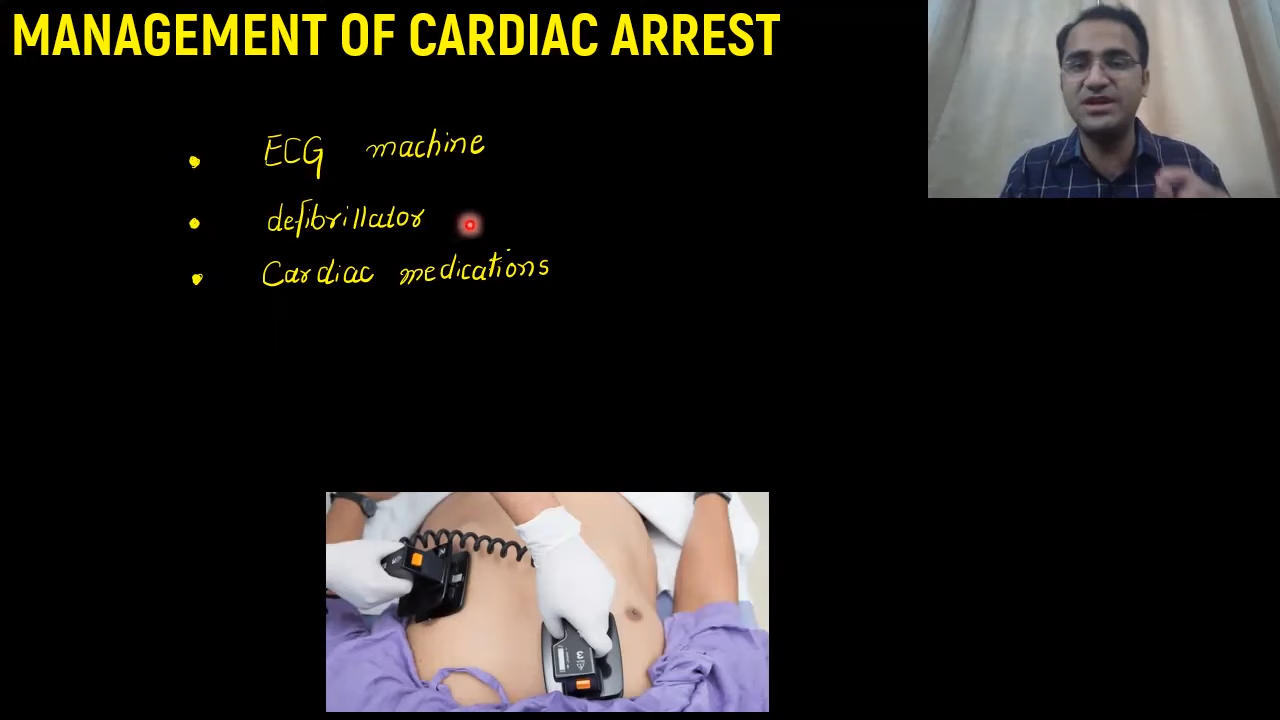 MANAGEMENT OF CARDIAC ARREST
• ECG machine
• defibrillator
• Cardiac medications